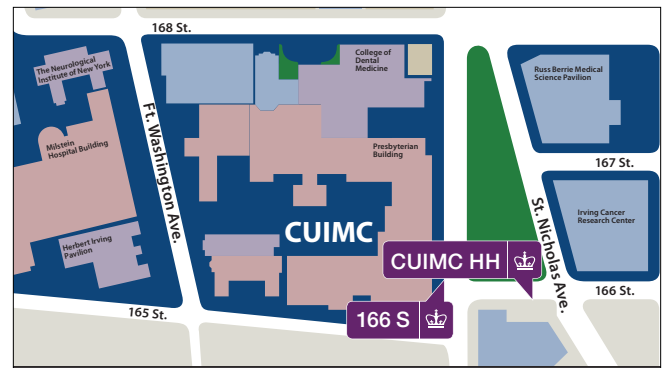 168 St.
The Neurological
Institute of New York
College of
Dental
Medicine
Russ Berrie Medical
Science Pavilion
Ft. Washington Ave.
Milstein
Hospital Building
Presbyterian
Building
167 St.
St. Nicholas Ave.
Irving Cancer
Research Center
CUIMC
Herbert Irving
Pavilion
CUIMC HH
166 St.
165 St.
166 S